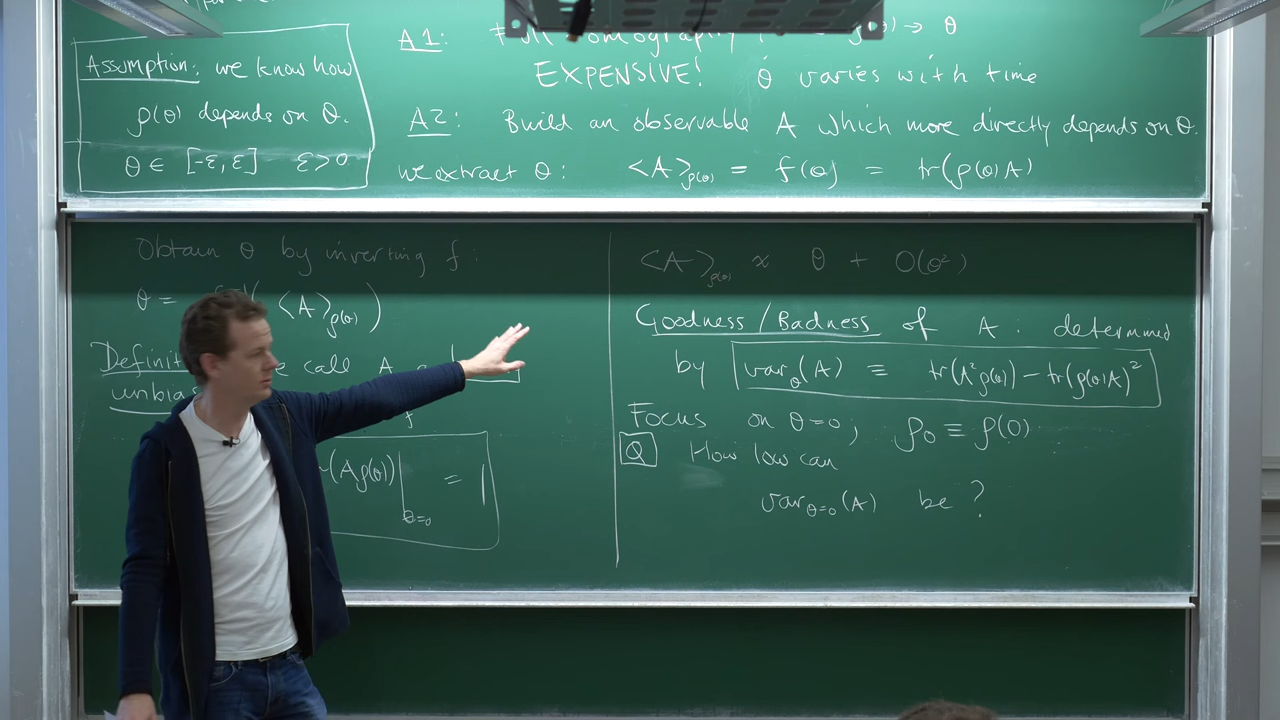 Assumption: we know how
ρ(θ) depends on θ.
θ ∈ [-ε, ε] ε>0
A1: θ
EXPENSIVE! θ varies with time
A2: Build an observable A which more directly depends on θ.
we extract θ: <A>ρ(θ) = f(θ) = tr(ρ(θ)A)
Obtain θ by inverting f:
θ = <A>ρ(θ))
call A
(Aρ(θ))|θ=0 = 1
<A>ρ(θ) ∝ θ + O(θ²)
Goodness/Badness of A: determined
by varθ(A) ≡ tr(A²ρ(θ)) - tr(ρ(θ)A)²
Focus on θ=0; ρ0 ≡ ρ(0)
Q How low can
varθ=0(A) be ?